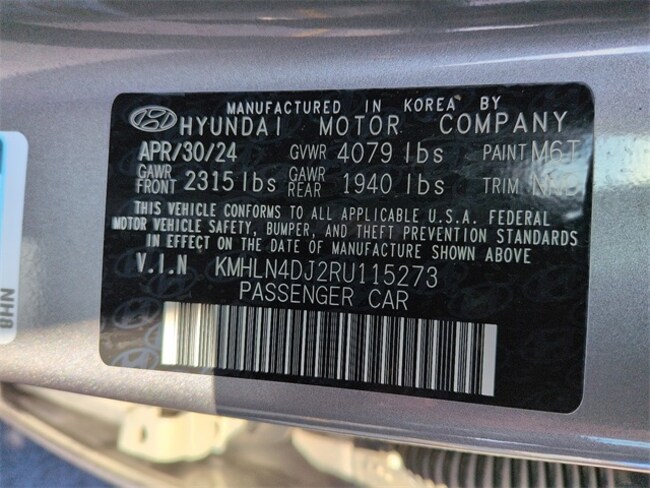 MANUFACTURED IN KOREA BY
HYUNDAI MOTOR COMPANY
APR/30/24 GVWR 4079 lbs PAINT M6T
GAWR FRONT 2315 lbs GAWR REAR 1940 lbs TRIM
THIS VEHICLE CONFORMS TO ALL APPLICABLE U.S.A. FEDERAL
MOTOR VEHICLE SAFETY, BUMPER, AND THEFT PREVENTION STANDARDS
IN EFFECT ON THE DATE OF MANUFACTURE SHOWN ABOVE
V.I.N KMHLN4DJ2RU115273
PASSENGER CAR
NH8